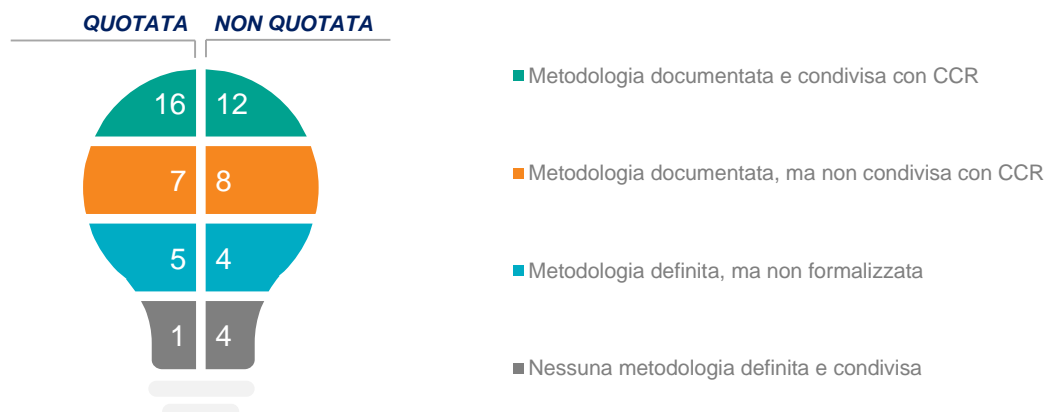 QUOTATA NON QUOTATA
16 12
Metodologia documentata e condivisa con CCR
7 8
Metodologia documentata, ma non condivisa con CCR
5 4
Metodologia definita, ma non formalizzata
1 4
Nessuna metodologia definita e condivisa